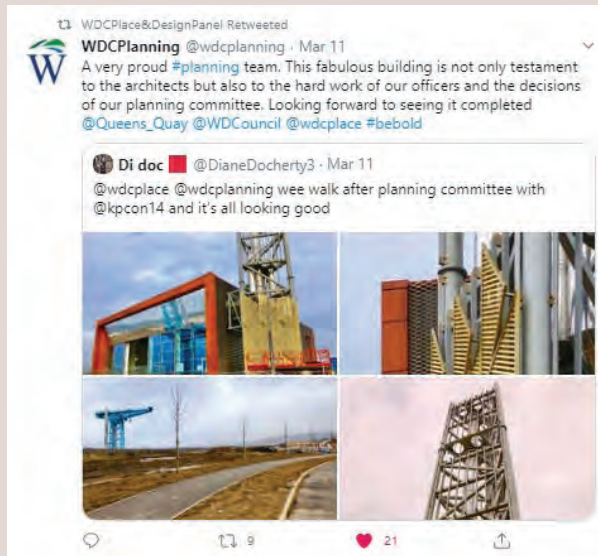 WDCPlace&DesignPanel Retweeted
WDCPlanning @wdcplanning · Mar 11
A very proud #planning team. This fabulous building is not only testament
to the architects but also to the hard work of our officers and the decisions
of our planning committee. Looking forward to seeing it completed
@Queens_Quay @WDCouncil @wdcplace #bebold
Di doc @DianeDocherty3 · Mar 11
@wdcplace @wdcplanning wee walk after planning committee with
@kpcon14 and it's all looking good
9 21